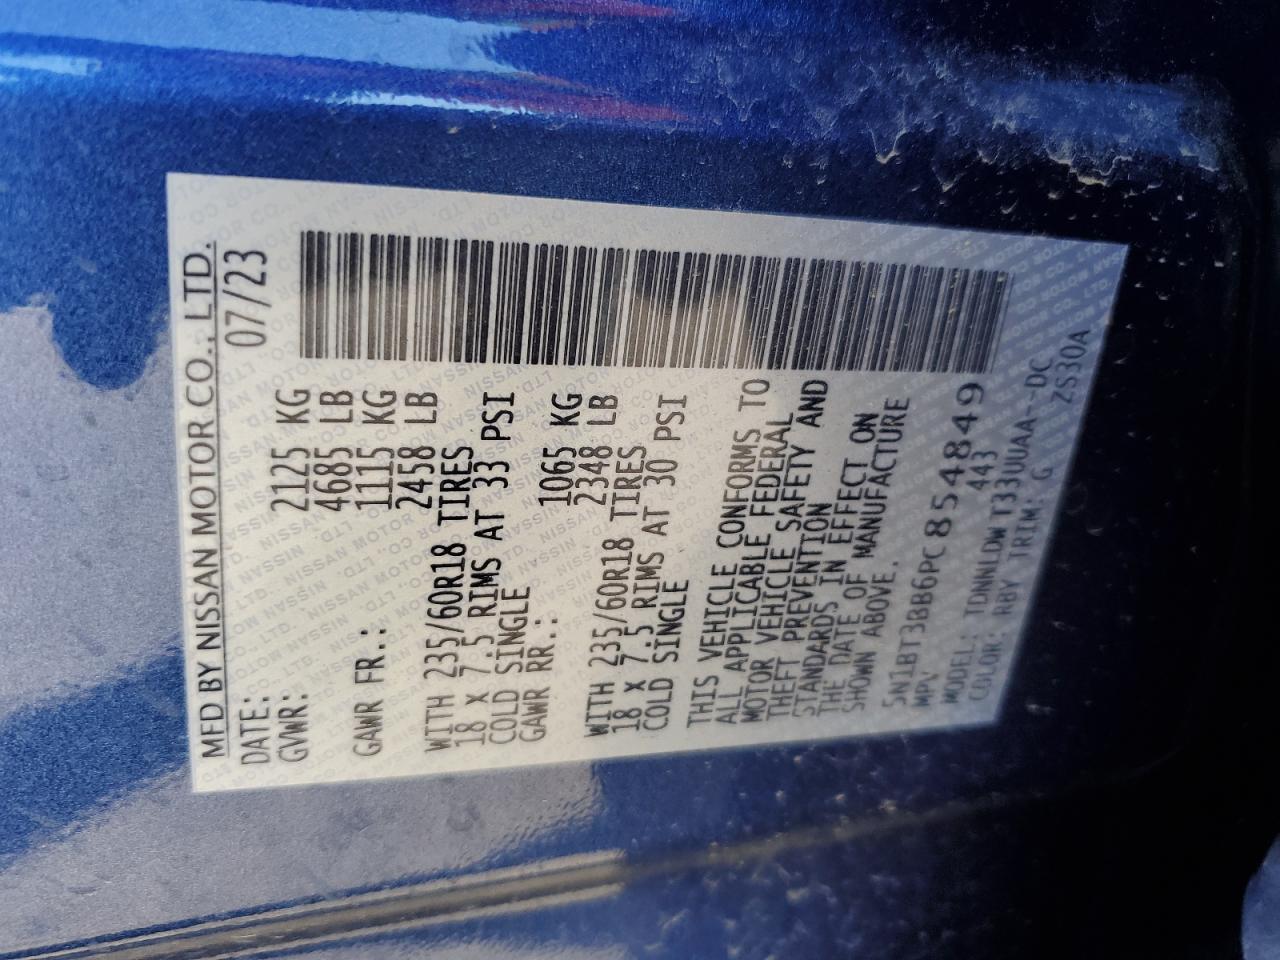 MFD BY NISSAN MOTOR CO., LTD.
DATE: 07/23
GVWR: 2125 KG
4685 LB
GAWR FR.: 1115 KG
2458 LB
WITH 235/60R18 TIRES
18 X 7.5 RIMS AT 33 PSI
COLD SINGLE
GAWR RR.: 1065 KG
2348 LB
WITH 235/60R18 TIRES
18 X 7.5 RIMS AT 30 PSI
COLD SINGLE
THIS VEHICLE CONFORMS TO
ALL APPLICABLE FEDERAL
MOTOR VEHICLE SAFETY AND
THEFT PREVENTION
STANDARDS IN EFFECT ON
THE DATE OF MANUFACTURE
SHOWN ABOVE.
5N1BT3BB6PC854849
MPV 443
MODEL: TDNNLDW T33UUAA--DC
COLOR: RBY TRIM: G ZS30A